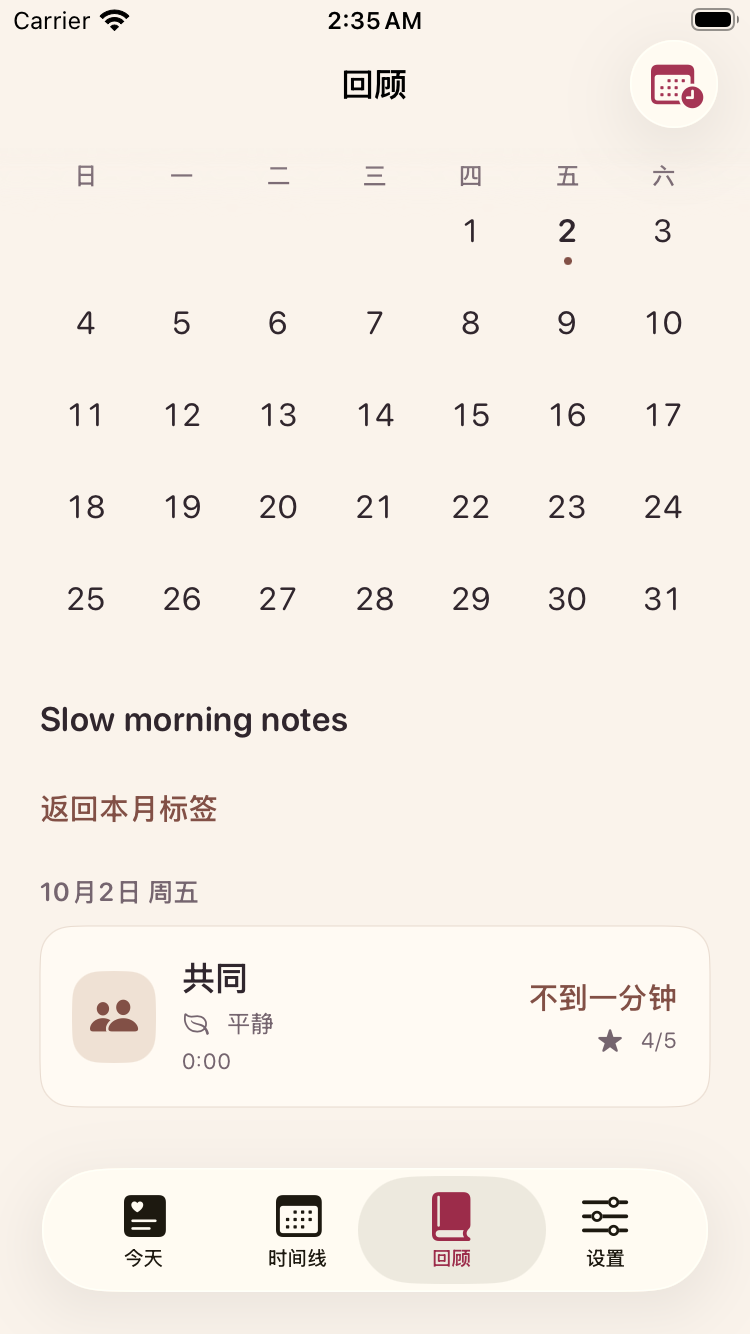 Carrier 2:35 AM
回顾
日 一 二 三 四 五 六
1 2 3
4 5 6 7 8 9 10
11 12 13 14 15 16 17
18 19 20 21 22 23 24
25 26 27 28 29 30 31
Slow morning notes
返回本月标签
10月2日 周五
共同
不到一分钟
平静
4/5
0:00
今天 时间线 回顾 设置